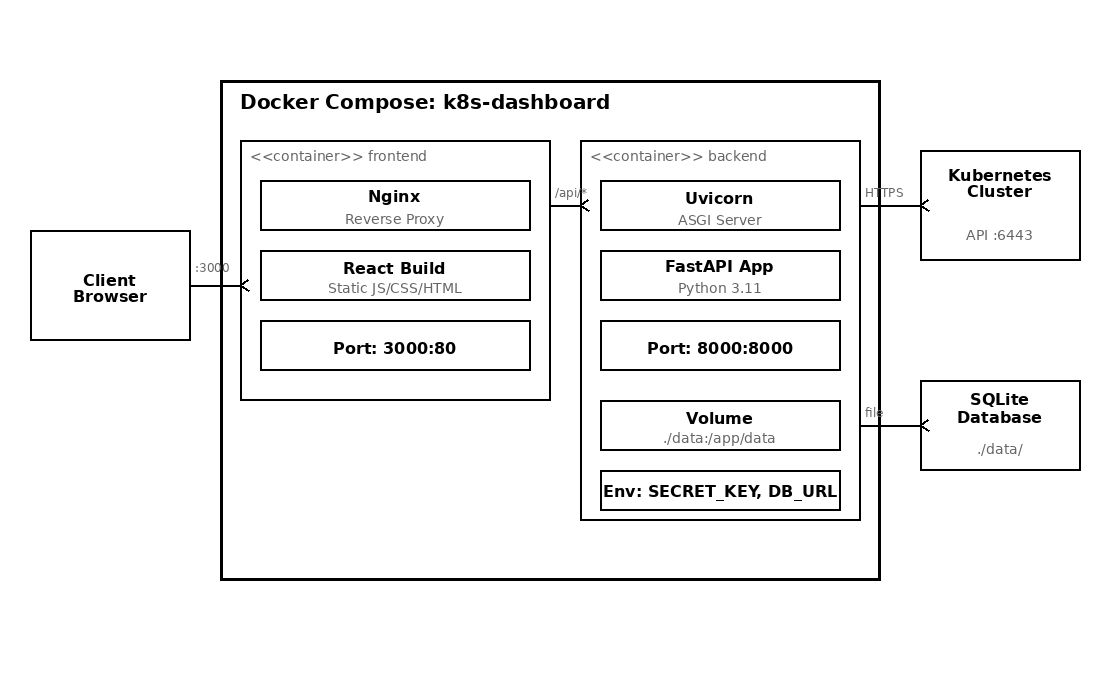 Docker Compose: k8s-dashboard
Client
Browser
:3000
<<container>> frontend
Nginx
Reverse Proxy
React Build
Static JS/CSS/HTML
Port: 3000:80
/api/*
<<container>> backend
Uvicorn
ASGI Server
FastAPI App
Python 3.11
Port: 8000:8000
Volume
./data:/app/data
Env: SECRET_KEY, DB_URL
HTTPS
Kubernetes
Cluster
API :6443
file
SQLite
Database
./data/